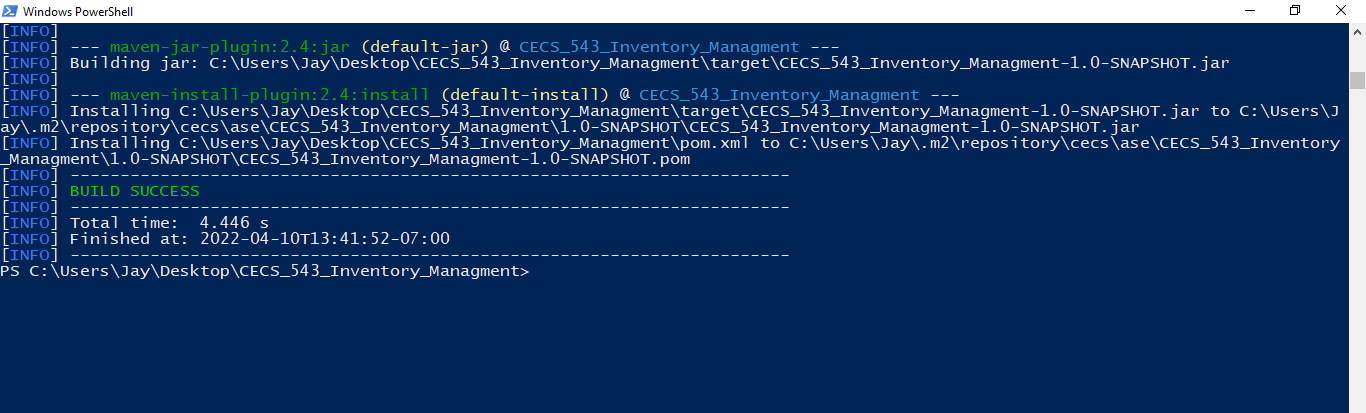 Windows PowerShell
[INFO]
[INFO] --- maven-jar-plugin:2.4:jar (default-jar) @ CECS_543_Inventory_Managment ---
[INFO] Building jar: C:\Users\Jay\Desktop\CECS_543_Inventory_Managment\target\CECS_543_Inventory_Managment-1.0-SNAPSHOT.jar
[INFO]
[INFO] --- maven-install-plugin:2.4:install (default-install) @ CECS_543_Inventory_Managment ---
[INFO] Installing C:\Users\Jay\Desktop\CECS_543_Inventory_Managment\target\CECS_543_Inventory_Managment-1.0-SNAPSHOT.jar to C:\Users\J
ay\.m2\repository\cecs\ase\CECS_543_Inventory_Managment\1.0-SNAPSHOT\CECS_543_Inventory_Managment-1.0-SNAPSHOT.jar
[INFO] Installing C:\Users\Jay\Desktop\CECS_543_Inventory_Managment\pom.xml to C:\Users\Jay\.m2\repository\cecs\ase\CECS_543_Inventory
_Managment\1.0-SNAPSHOT\CECS_543_Inventory_Managment-1.0-SNAPSHOT.pom
[INFO] ------------------------------------------------------------------------
[INFO] BUILD SUCCESS
[INFO] ------------------------------------------------------------------------
[INFO] Total time:  4.446 s
[INFO] Finished at: 2022-04-10T13:41:52-07:00
[INFO] ------------------------------------------------------------------------
PS C:\Users\Jay\Desktop\CECS_543_Inventory_Managment>